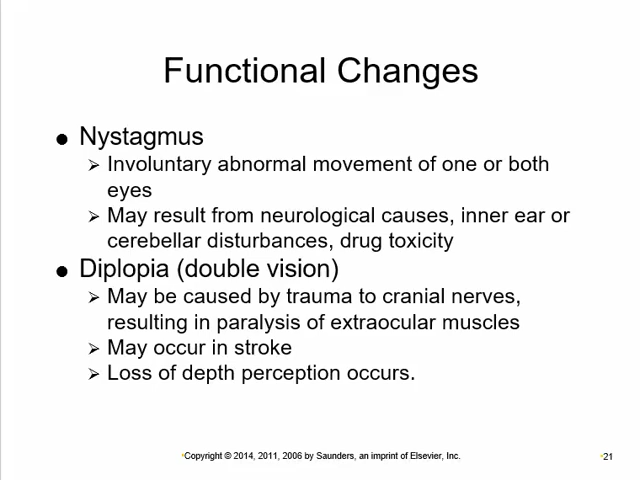 Functional Changes
● Nystagmus
➢ Involuntary abnormal movement of one or both
eyes
➢ May result from neurological causes, inner ear or
cerebellar disturbances, drug toxicity
● Diplopia (double vision)
➢ May be caused by trauma to cranial nerves,
resulting in paralysis of extraocular muscles
➢ May occur in stroke
➢ Loss of depth perception occurs.
•Copyright © 2014, 2011, 2006 by Saunders, an imprint of Elsevier, Inc.
•21